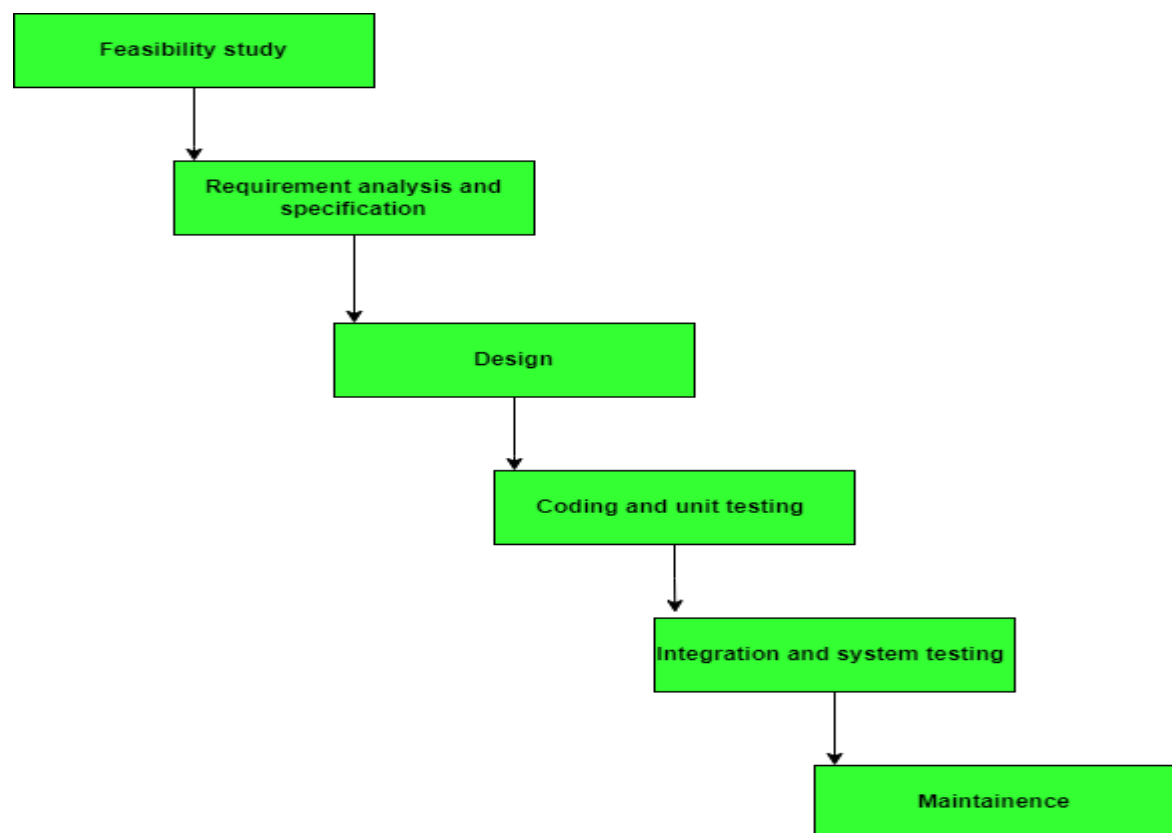 Feasibility study
Requirement analysis and
specification
Design
Coding and unit testing
Integration and system testing
Maintainence